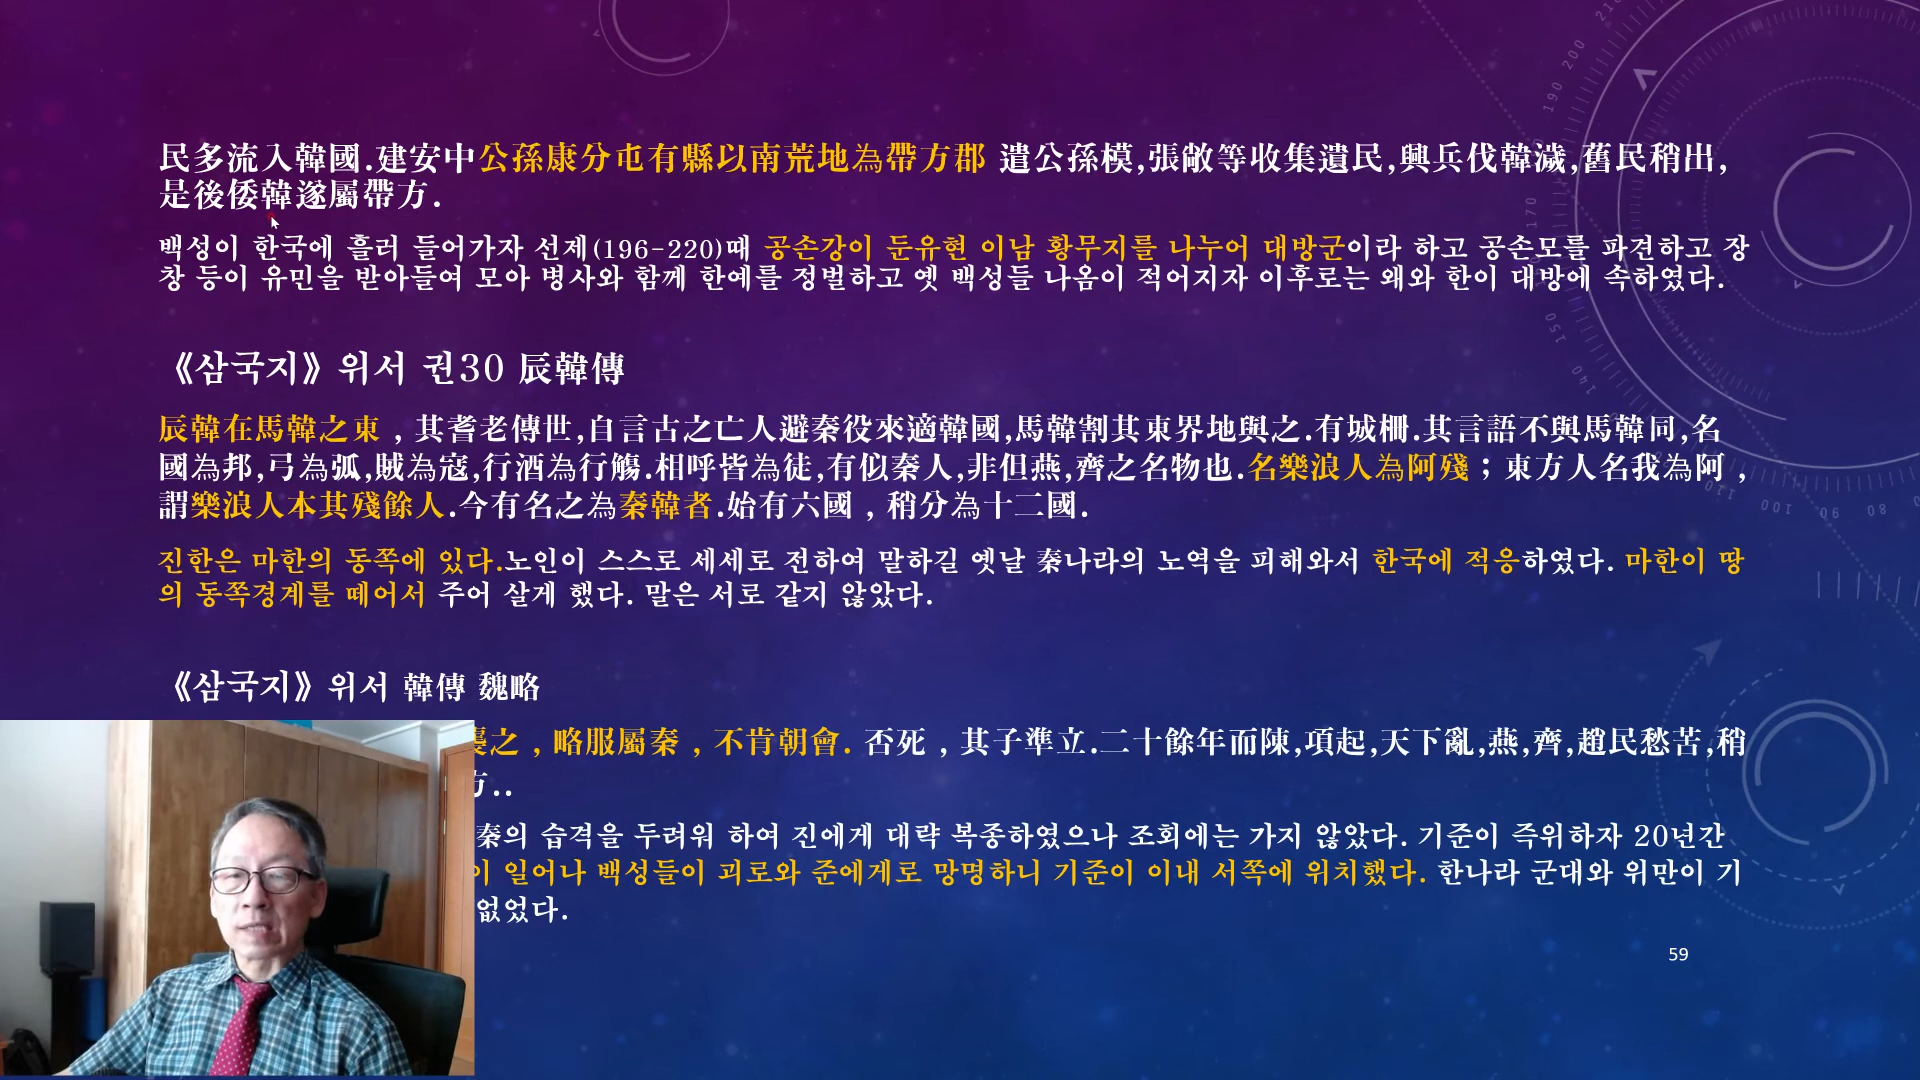 民多流入韓國.建安中公孫康分屯有縣以南荒地為帶方郡 遣公孫模,張敞等收集遺民,興兵伐韓濊,舊民稍出,
是後倭韓遂屬帶方.
백성이 한국에 흘러 들어가자 선제(196-220)때 공손강이 둔유현 이남 황무지를 나누어 대방군이라 하고 공손모를 파견하고 장
창 등이 유민을 받아들여 모아 병사와 함께 한예를 정벌하고 옛 백성들 나옴이 적어지자 이후로는 왜와 한이 대방에 속하였다.
《삼국지》위서 권30 辰韓傳
辰韓在馬韓之東 , 其耆老傳世,自言古之亡人避秦役來適韓國,馬韓割其東界地與之.有城柵.其言語不與馬韓同,名
國為邦,弓為弧,賊為寇,行酒為行觴.相呼皆為徒,有似秦人,非但燕,齊之名物也.名樂浪人為阿殘 ; 東方人名我為阿 ,
謂樂浪人本其殘餘人.今有名之為秦韓者.始有六國 , 稍分為十二國.
진한은 마한의 동쪽에 있다.노인이 스스로 세세로 전하여 말하길 옛날 秦나라의 노역을 피해와서 한국에 적응하였다. 마한이 땅
의 동쪽경계를 떼어서 주어 살게 했다. 말은 서로 같지 않았다.
《삼국지》위서 韓傳 魏略
襲之 , 略服屬秦 , 不肯朝會. 否死 , 其子準立.二十餘年而陳,項起,天下亂,燕,齊,趙民愁苦,稍
方..
秦의 습격을 두려워 하여 진에게 대략 복종하였으나 조회에는 가지 않았다. 기준이 즉위하자 20년간
이 일어나 백성들이 괴로와 준에게로 망명하니 기준이 이내 서쪽에 위치했다. 한나라 군대와 위만이 기
없었다.
59